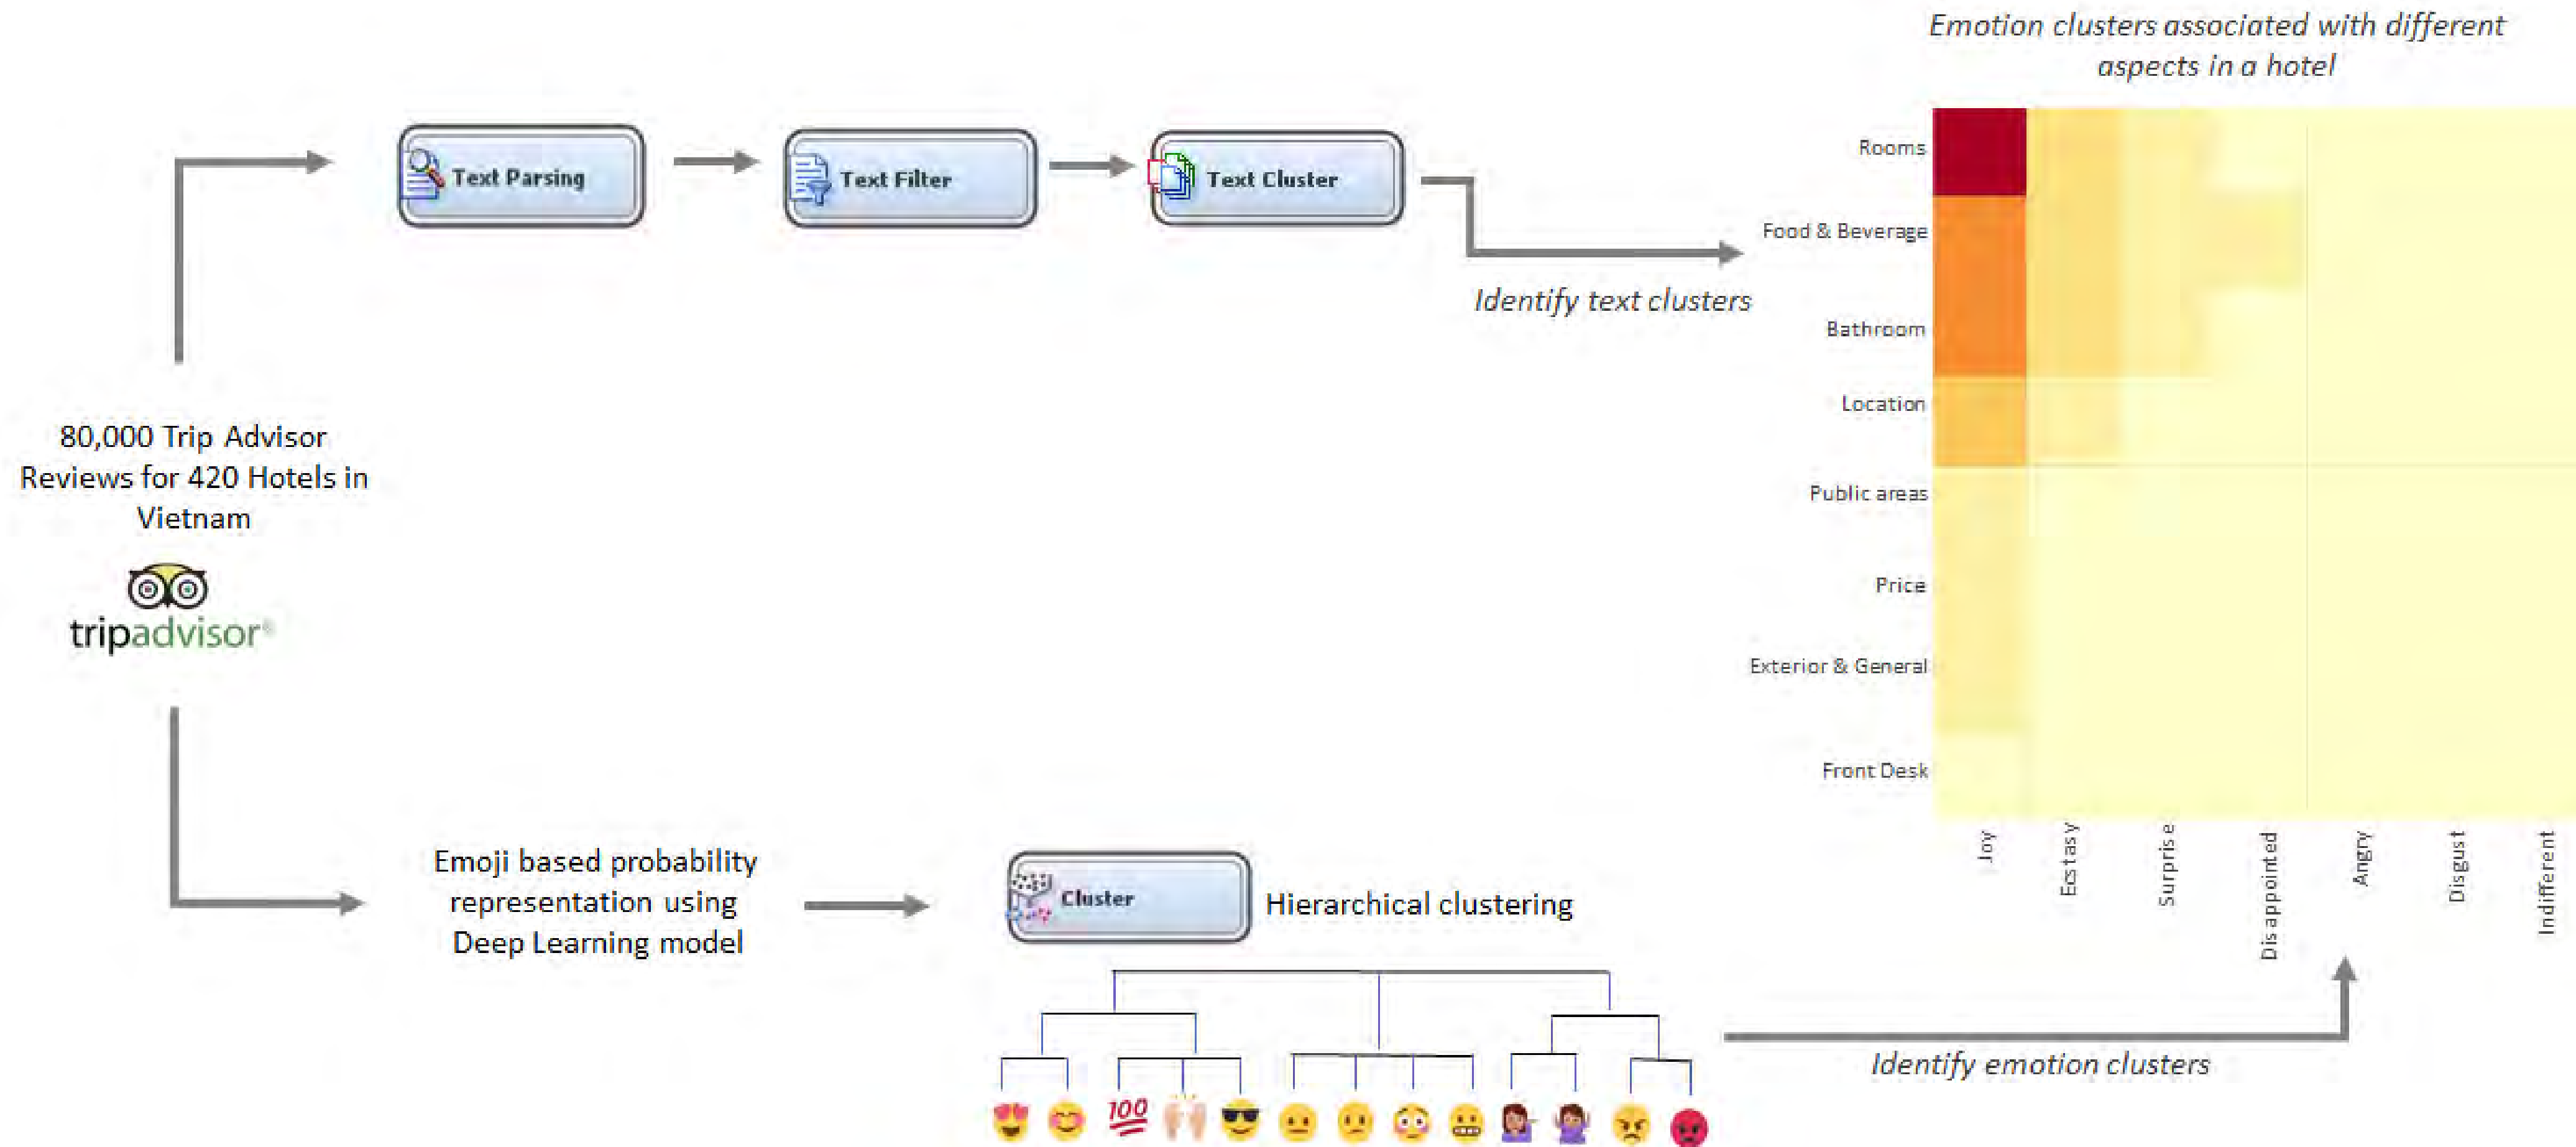 Emotion clusters associated with different
aspects in a hotel
Text Parsing
Text Filter
Text Cluster
Identify text clusters
Rooms
Food & Beverage
Bathroom
Location
Public areas
Price
Exterior & General
Front Desk
Joy
Ecstasy
Surprise
Disappointed
Angry
Disgust
Indifferent
80,000 Trip Advisor
Reviews for 420 Hotels in
Vietnam
tripadvisor®
Emoji based probability
representation using
Deep Learning model
Cluster
Hierarchical clustering
100
Identify emotion clusters